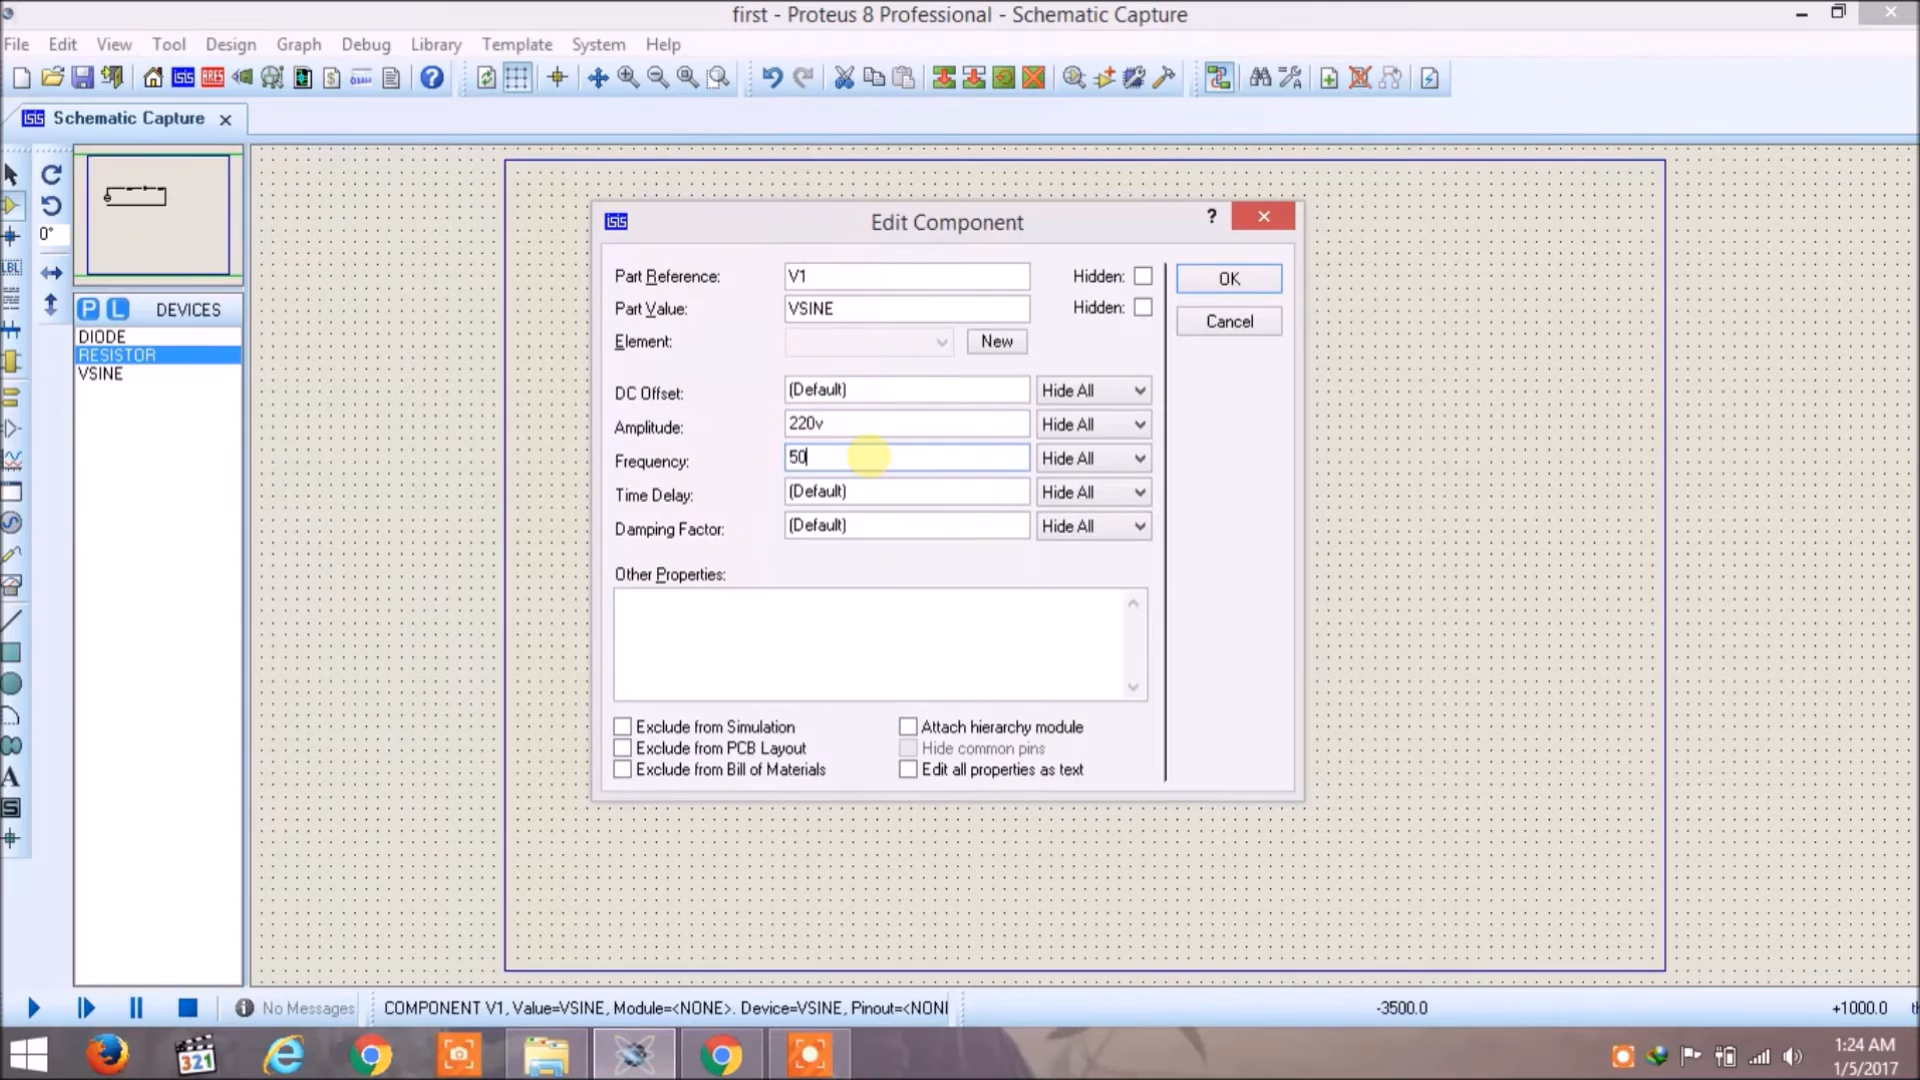 first - Proteus 8 Professional - Schematic Capture
File Edit View Tool Design Graph Debug Library Template System Help
Schematic Capture
0°
LBL
P L DEVICES
DIODE
RESISTOR
VSINE
Edit Component
?
Part Reference: V1 Hidden:
Part Value: VSINE Hidden:
Element: New
OK
Cancel
DC Offset: (Default) Hide All
Amplitude: 220v Hide All
Frequency: 50 Hide All
Time Delay: (Default) Hide All
Damping Factor: (Default) Hide All
Other Properties:
Exclude from Simulation Attach hierarchy module
Exclude from PCB Layout Hide common pins
Exclude from Bill of Materials Edit all properties as text
A
S
No Messages COMPONENT V1, Value=VSINE, Module=<NONE>. Device=VSINE, Pinout=<NONI -3500.0 +1000.0 th
321
1:24 AM
1/5/2017